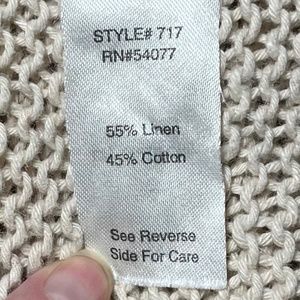 STYLE# 717
RN#54077
55% Linen
45% Cotton
See Reverse
Side For Care